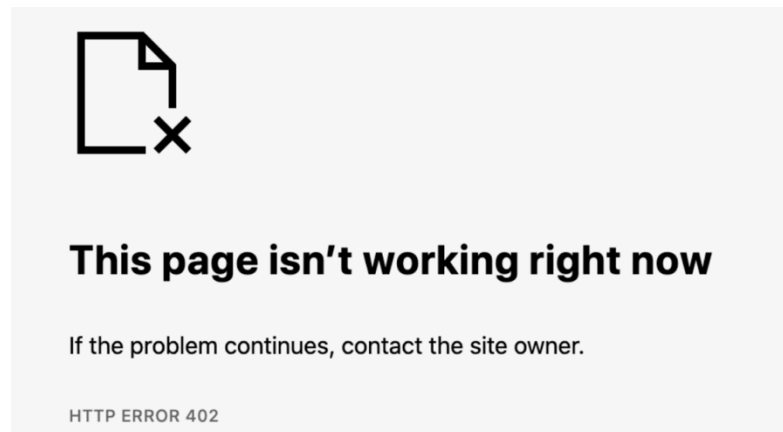 This page isn’t working right now
If the problem continues, contact the site owner.
HTTP ERROR 402